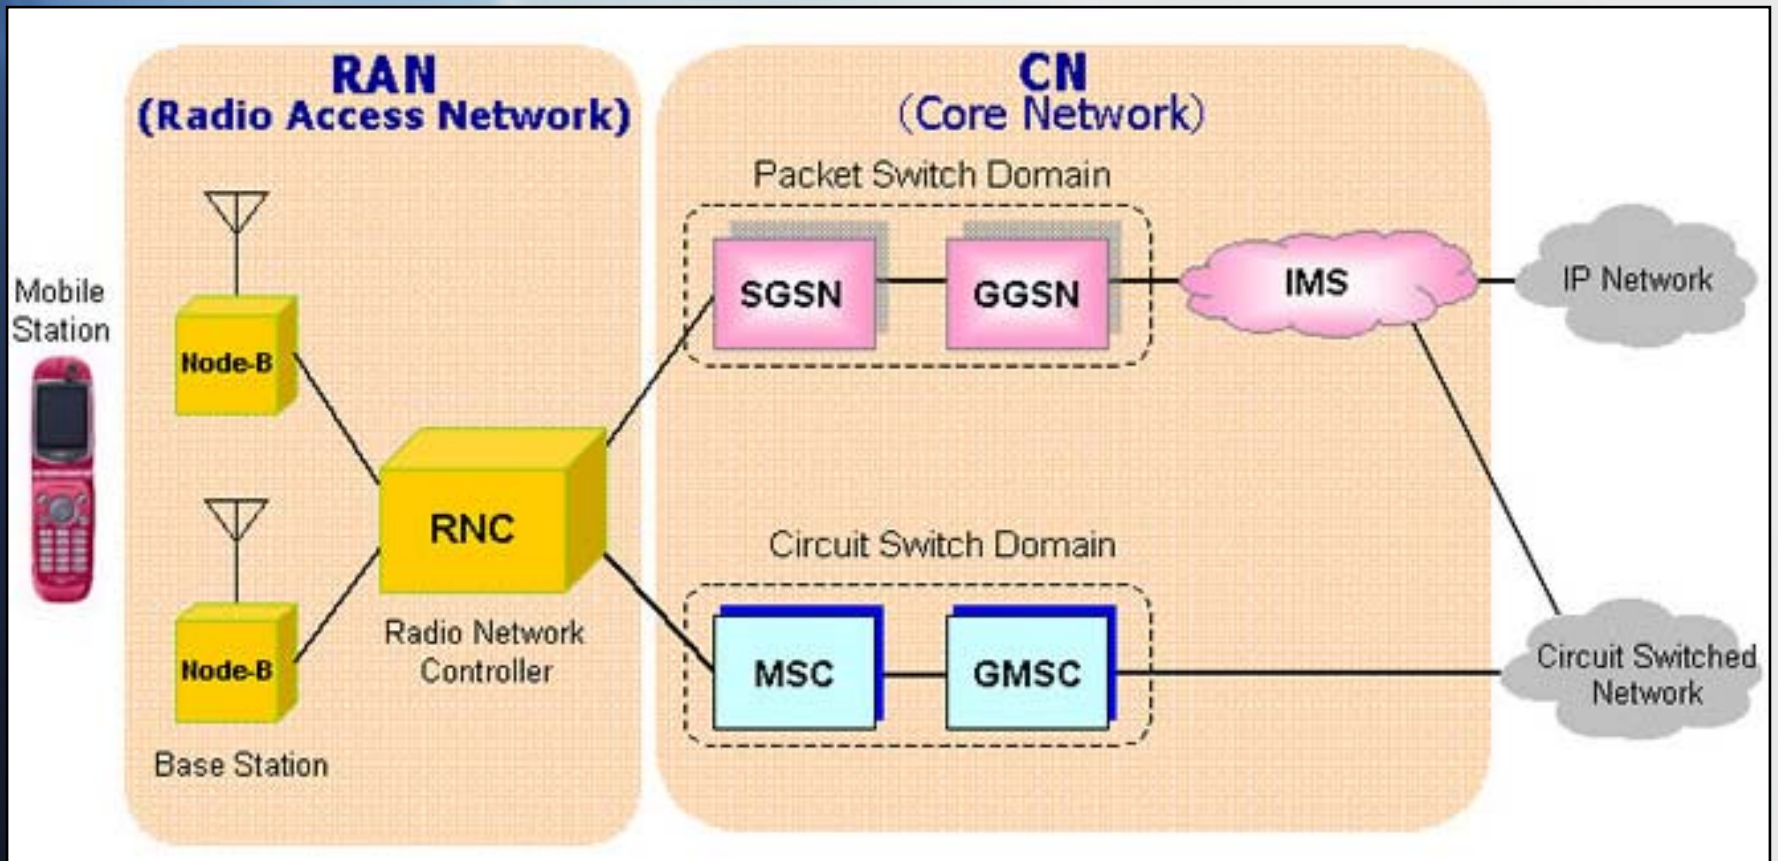 RAN
(Radio Access Network)
CN
(Core Network)
Packet Switch Domain
SGSN
GGSN
IMS
IP Network
Mobile
Station
Node-B
RNC
Radio Network
Controller
Node-B
Base Station
Circuit Switch Domain
MSC
GMSC
Circuit Switched
Network